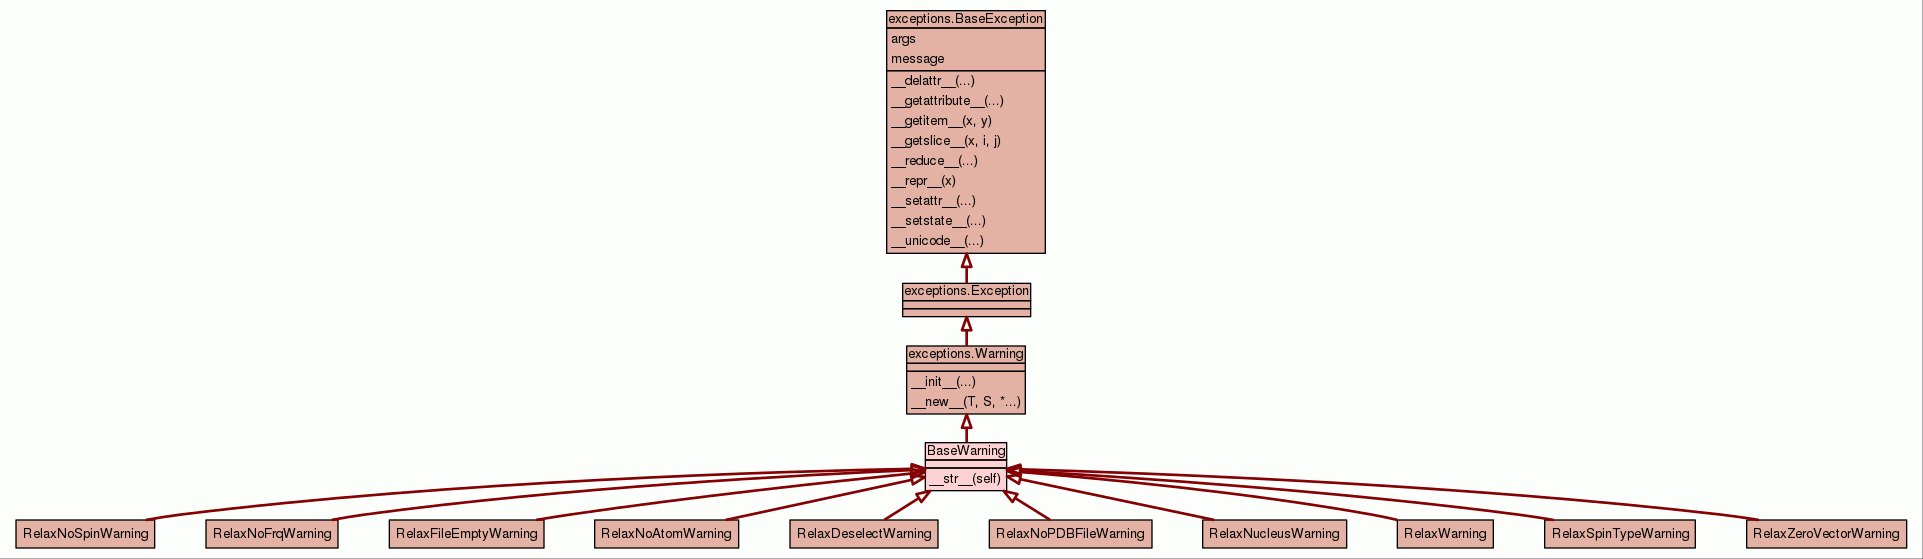 exceptions.BaseException
args
message
__delattr__(...)
__getattribute__(...)
__getitem__(x, y)
__getslice__(x, i, j)
__reduce__(...)
__repr__(x)
__setattr__(...)
__setstate__(...)
__unicode__(...)
exceptions.Exception
exceptions.Warning
__init__(...)
__new__(T, S, *...)
BaseWarning
__str__(self)
RelaxNoSpinWarning
RelaxNoFrqWarning
RelaxFileEmptyWarning
RelaxNoAtomWarning
RelaxDeselectWarning
RelaxNoPDBFileWarning
RelaxNucleusWarning
RelaxWarning
RelaxSpinTypeWarning
RelaxZeroVectorWarning